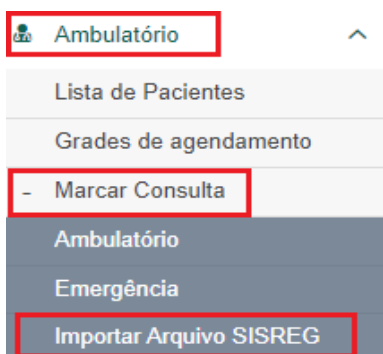 Ambulatório
Lista de Pacientes
Grades de agendamento
- Marcar Consulta
Ambulatório
Emergência
Importar Arquivo SISREG